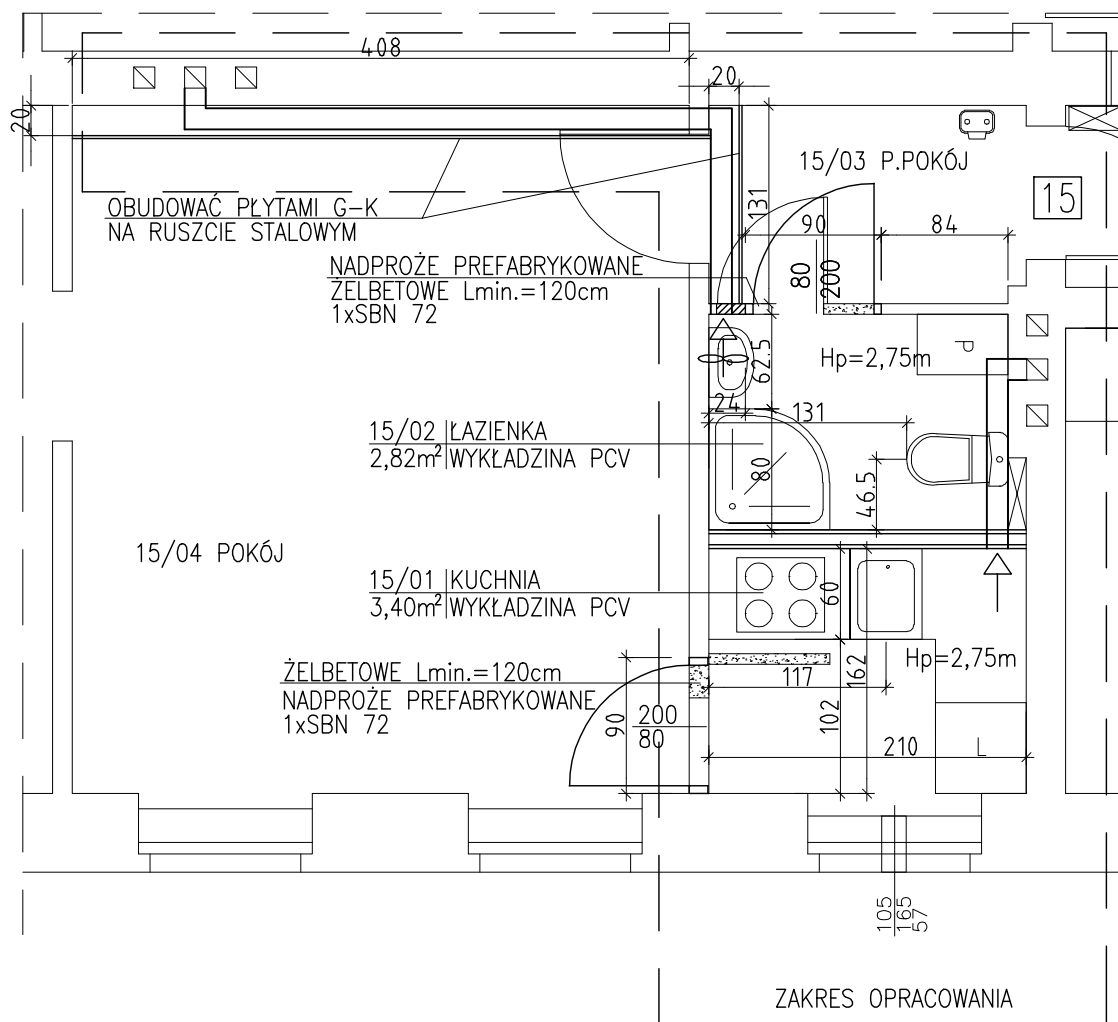 408
20
20
15/03 P.POKÓJ
15
131
90
84
OBUDOWAĆ PŁYTAMI G-K
NA RUSZCIE STALOWYM
NADPROŻE PREFABRYKOWANE
ŻELBETOWE Lmin.=120cm
1xSBN 72
80
200
62.5
Hp=2,75m
P
24
131
15/02 ŁAZIENKA
2,82m² WYKŁADZINA PCV
80
46.5
15/04 POKÓJ
15/01 KUCHNIA
3,40m² WYKŁADZINA PCV
60
Hp=2,75m
ŻELBETOWE Lmin.=120cm
NADPROŻE PREFABRYKOWANE
1xSBN 72
117
162
102
90
200
80
210
L
105
165
57
ZAKRES OPRACOWANIA